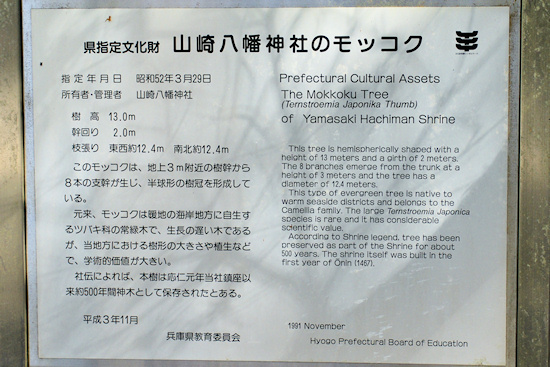 県指定文化財 山崎八幡神社のモッコク
指定年月日 昭和52年3月29日
所有者・管理者 山崎八幡神社
樹高 13.0m
幹回り 2.0m
枝張り 東西約12.4m 南北約12.4m
このモッコクは、地上3m附近の樹幹から
8本の支幹が生じ、半球形の樹冠を形成して
いる。
元来、モッコクは暖地の海岸地方に自生す
るツバキ科の常緑木で、生長の遅い木である
が、当地方における樹形の大きさや植生など
で、学術的価値が大きい。
社伝によれば、本樹は応仁元年当社鎮座以
来約500年間神木として保存されたとある。
平成3年11月
兵庫県教育委員会
Prefectural Cultural Assets
The Mokkoku Tree
(Ternstroemia Japonika Thumb)
of Yamasaki Hachiman Shrine
This tree is hemispherically shaped with a
height of 13 meters and a girth of 2 meters.
The 8 branches emerge from the trunk at a
height of 3 meters and the tree has a
diameter of 12.4 meters.
This type of evergreen tree is native to
warm seaside districts and belongs to the
Camellia family. The large Ternstroemia Japonica
species is rare and it has considerable
scientific value.
According to Shrine legend, tree has been
preserved as part of the Shrine for about
500 years. The shrine itself was built in the
first year of Ōnin (1467).
1991 November
Hyogo Prefectural Board of Education